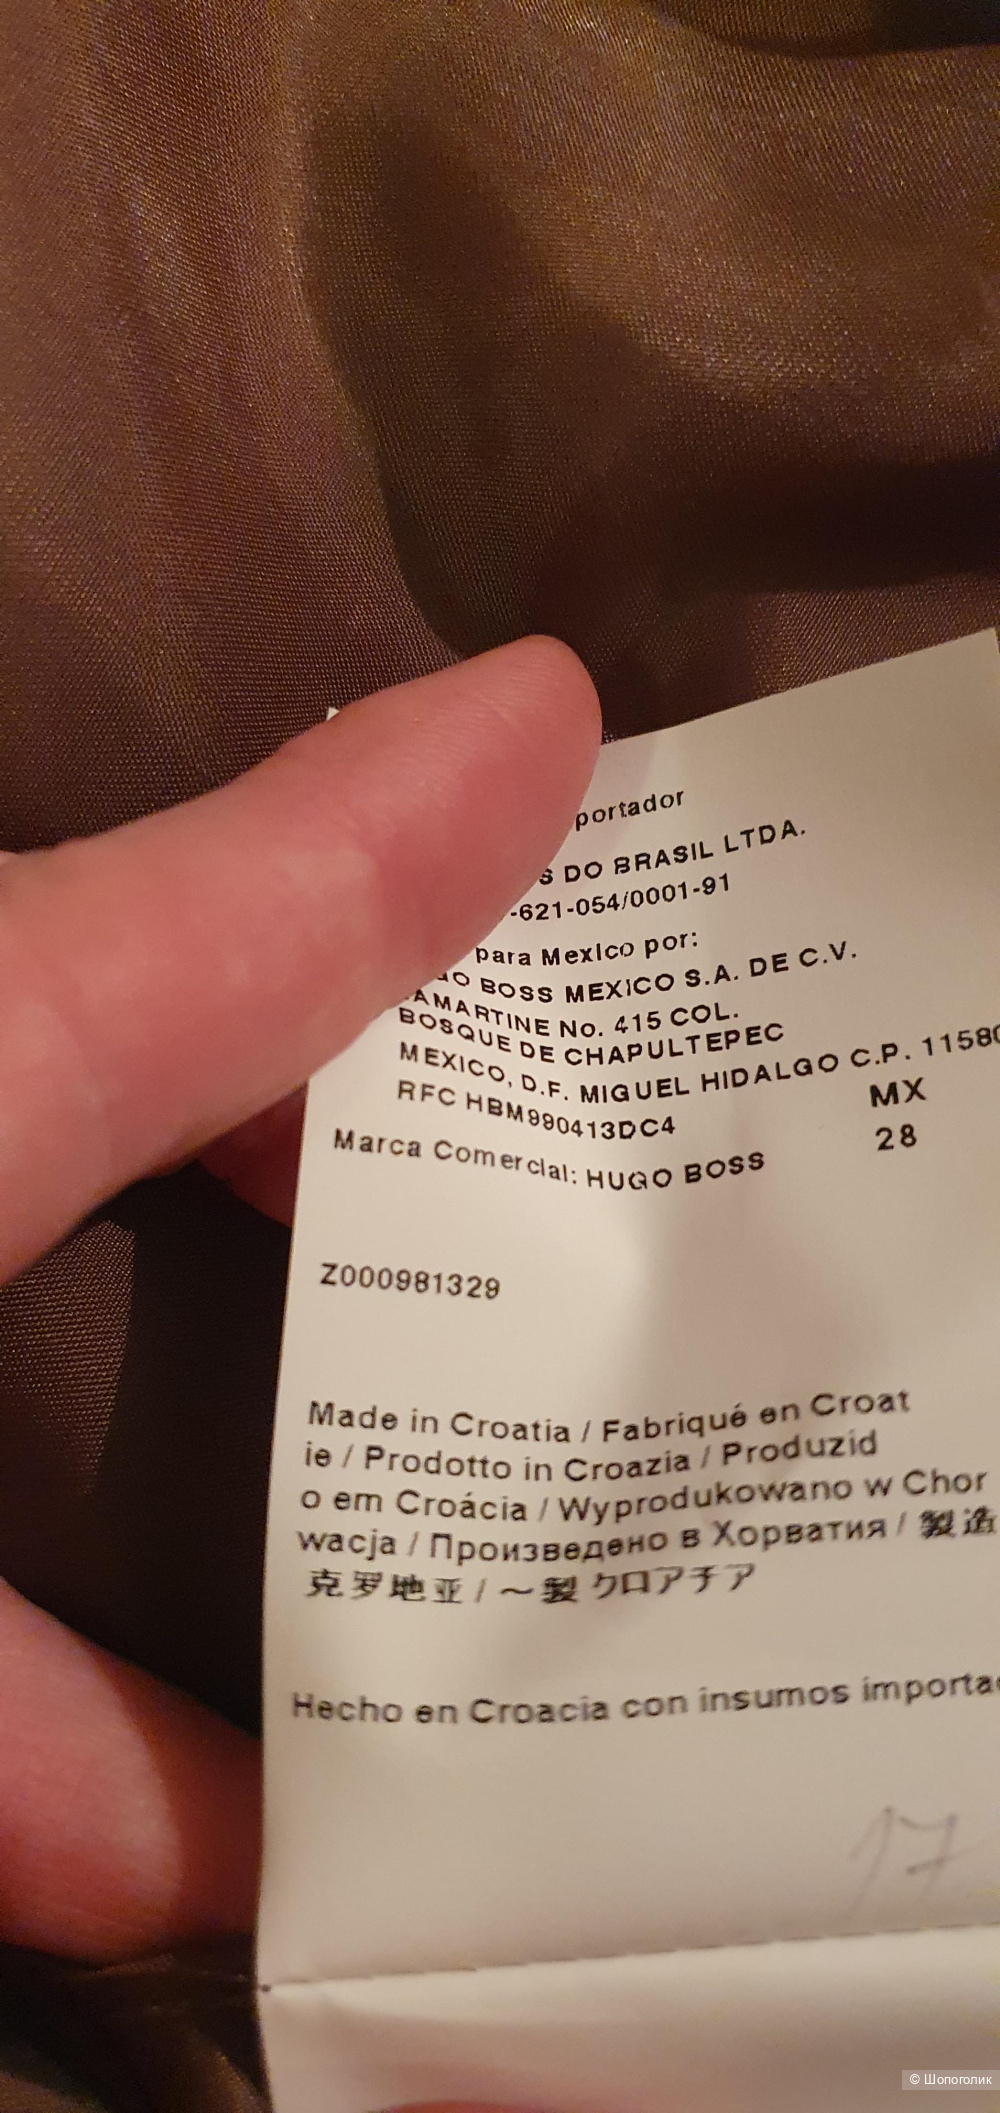 portador
S DO BRASIL LTDA.
-621-054/0001-91
para Mexico por:
GO BOSS MEXICO S.A. DE C.V.
AMARTINE No. 415 COL.
BOSQUE DE CHAPULTEPEC
MEXICO, D.F. MIGUEL HIDALGO C.P. 11580
RFC HBM990413DC4 MX
Marca Comercial: HUGO BOSS 28
Z000981329
Made in Croatia / Fabriqué en Croat
ie / Prodotto in Croazia / Produzid
o em Croácia / Wyprodukowano w Chor
wacja / Произведено в Хорватия / 製造
克罗地亚 / ～製 クロアチア
Hecho en Croacia con insumos importad
17
© Шопоголик